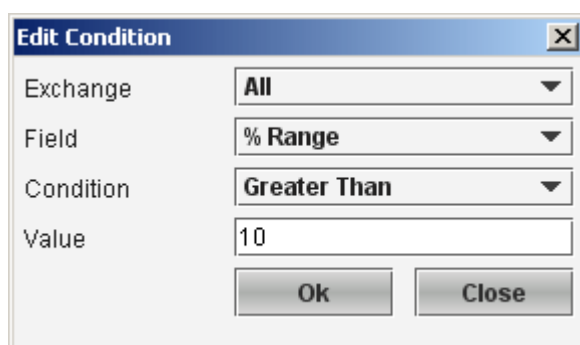 Edit Condition
Exchange All
Field % Range
Condition Greater Than
Value 10
Ok Close